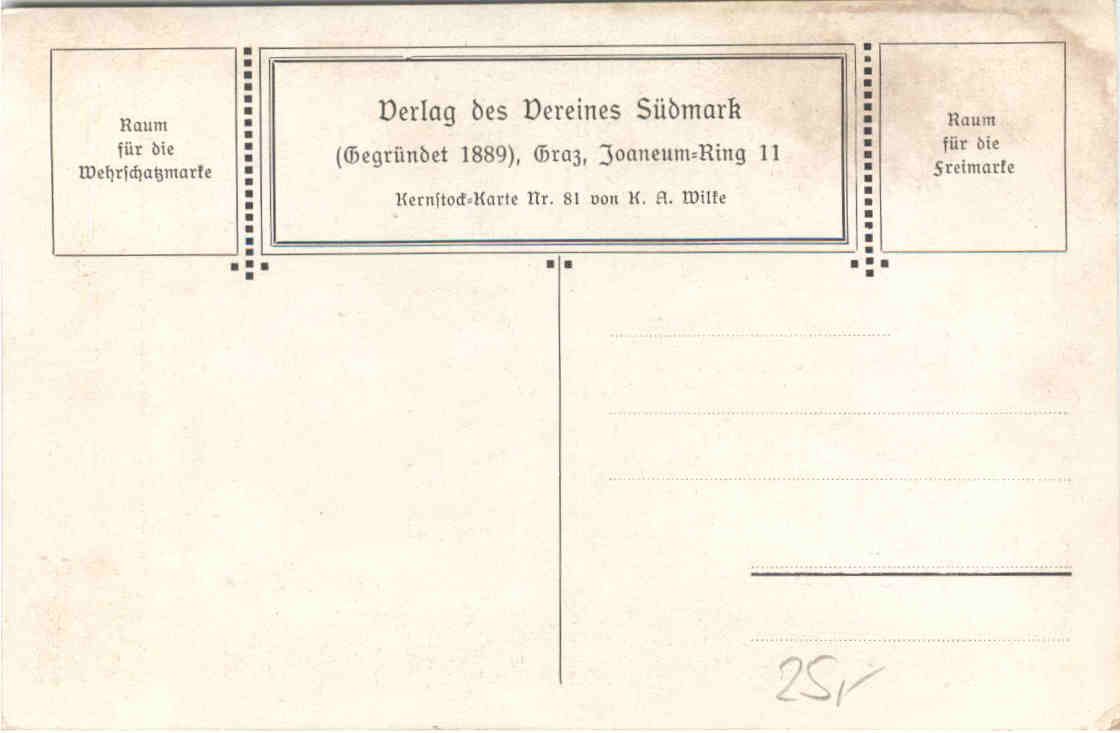 Raum
für die
Wehrschatzmarke
Verlag des Vereines Südmark
(Gegründet 1889), Graz, Joaneum-Ring 11
Kernstock-Karte Nr. 81 von K. A. Wilke
Raum
für die
Freimarke
25,-